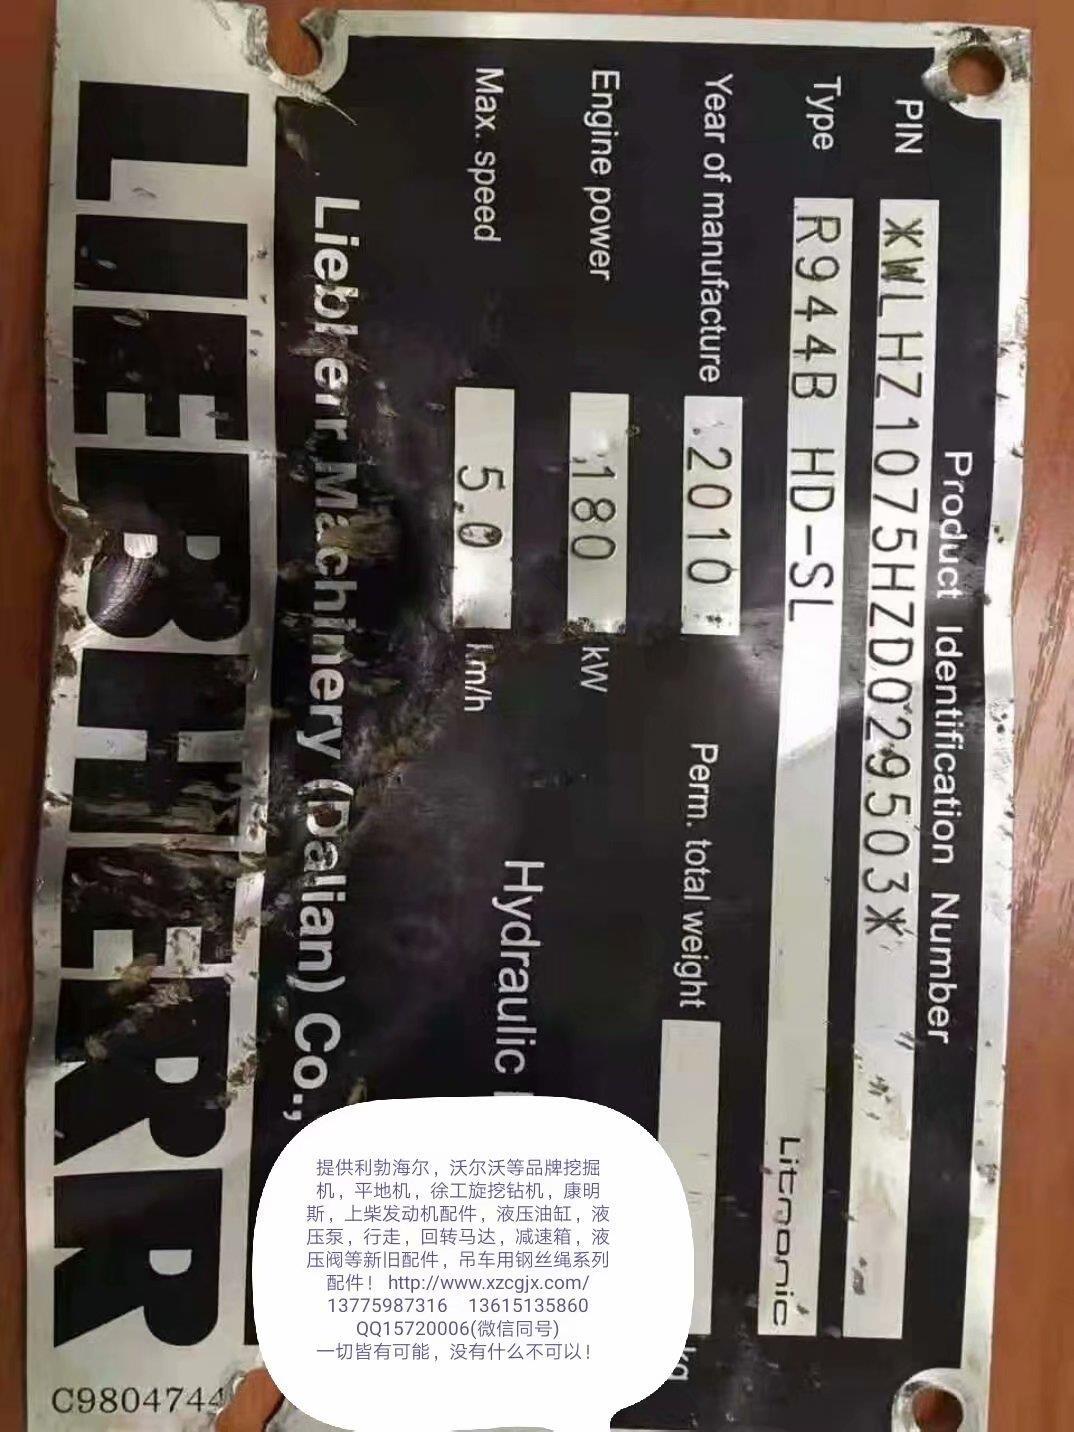 Product Identification Number
PIN *WLHZ1075HZD029503*
Type R944B HD-SL Litronic
Year of manufacture 2010 Perm. total weight kg
Engine power 180 kW
Max. speed 5.0 km/h Hydraulic
Liebherr Machinery (Dalian) Co.,
LIEBHERR
C9804744
提供利勃海尔，沃尔沃等品牌挖掘
机，平地机，徐工旋挖钻机，康明
斯，上柴发动机配件，液压油缸，液
压泵，行走，回转马达，减速箱，液
压阀等新旧配件，吊车用钢丝绳系列
配件！http://www.xzcgjx.com/
13775987316 13615135860
QQ15720006(微信同号)
一切皆有可能，没有什么不可以！